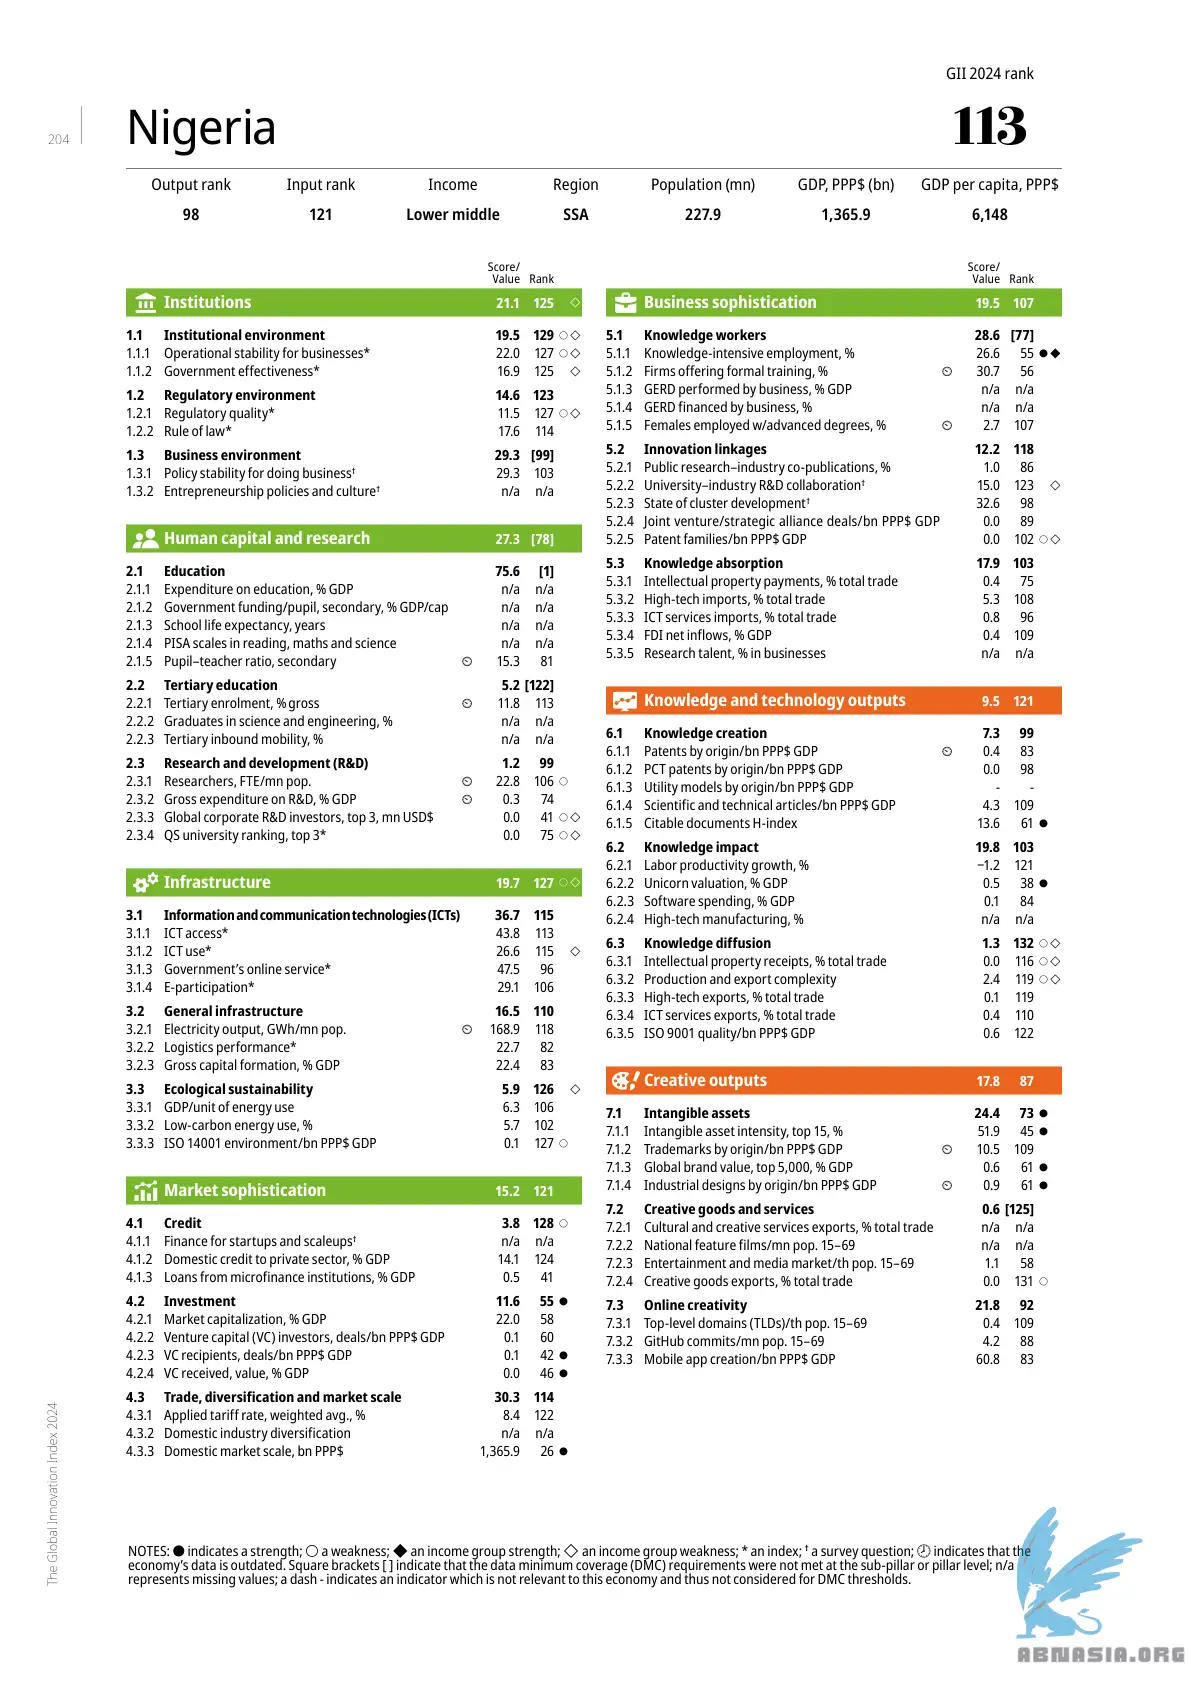 GII 2024 rank
204
Nigeria
113
Output rank Input rank Income Region Population (mn) GDP, PPP$ (bn) GDP per capita, PPP$
98 121 Lower middle SSA 227.9 1,365.9 6,148
Score/
Value Rank
Institutions 21.1 125 ◇
1.1 Institutional environment 19.5 129 ○◇
1.1.1 Operational stability for businesses* 22.0 127 ○◇
1.1.2 Government effectiveness* 16.9 125 ◇
1.2 Regulatory environment 14.6 123
1.2.1 Regulatory quality* 11.5 127 ○◇
1.2.2 Rule of law* 17.6 114
1.3 Business environment 29.3 [99]
1.3.1 Policy stability for doing business† 29.3 103
1.3.2 Entrepreneurship policies and culture† n/a n/a
Human capital and research 27.3 [78]
2.1 Education 75.6 [1]
2.1.1 Expenditure on education, % GDP n/a n/a
2.1.2 Government funding/pupil, secondary, % GDP/cap n/a n/a
2.1.3 School life expectancy, years n/a n/a
2.1.4 PISA scales in reading, maths and science n/a n/a
2.1.5 Pupil–teacher ratio, secondary 15.3 81
2.2 Tertiary education 5.2 [122]
2.2.1 Tertiary enrolment, % gross 11.8 113
2.2.2 Graduates in science and engineering, % n/a n/a
2.2.3 Tertiary inbound mobility, % n/a n/a
2.3 Research and development (R&D) 1.2 99
2.3.1 Researchers, FTE/mn pop. 22.8 106 ○
2.3.2 Gross expenditure on R&D, % GDP 0.3 74
2.3.3 Global corporate R&D investors, top 3, mn USD$ 0.0 41 ○◇
2.3.4 QS university ranking, top 3* 0.0 75 ○◇
Infrastructure 19.7 127 ○◇
3.1 Information and communication technologies (ICTs) 36.7 115
3.1.1 ICT access* 43.8 113
3.1.2 ICT use* 26.6 115 ◇
3.1.3 Government's online service* 47.5 96
3.1.4 E-participation* 29.1 106
3.2 General infrastructure 16.5 110
3.2.1 Electricity output, GWh/mn pop. 168.9 118
3.2.2 Logistics performance* 22.7 82
3.2.3 Gross capital formation, % GDP 22.4 83
3.3 Ecological sustainability 5.9 126 ◇
3.3.1 GDP/unit of energy use 6.3 106
3.3.2 Low-carbon energy use, % 5.7 102
3.3.3 ISO 14001 environment/bn PPP$ GDP 0.1 127 ○
Market sophistication 15.2 121
4.1 Credit 3.8 128 ○
4.1.1 Finance for startups and scaleups† n/a n/a
4.1.2 Domestic credit to private sector, % GDP 14.1 124
4.1.3 Loans from microfinance institutions, % GDP 0.5 41
4.2 Investment 11.6 55 ●
4.2.1 Market capitalization, % GDP 22.0 58
4.2.2 Venture capital (VC) investors, deals/bn PPP$ GDP 0.1 60
4.2.3 VC recipients, deals/bn PPP$ GDP 0.1 42 ●
4.2.4 VC received, value, % GDP 0.0 46 ●
4.3 Trade, diversification and market scale 30.3 114
4.3.1 Applied tariff rate, weighted avg., % 8.4 122
4.3.2 Domestic industry diversification n/a n/a
4.3.3 Domestic market scale, bn PPP$ 1,365.9 26 ●
Score/
Value Rank
Business sophistication 19.5 107
5.1 Knowledge workers 28.6 [77]
5.1.1 Knowledge-intensive employment, % 26.6 55 ●◆
5.1.2 Firms offering formal training, % 30.7 56
5.1.3 GERD performed by business, % GDP n/a n/a
5.1.4 GERD financed by business, % n/a n/a
5.1.5 Females employed w/advanced degrees, % 2.7 107
5.2 Innovation linkages 12.2 118
5.2.1 Public research–industry co-publications, % 1.0 86
5.2.2 University–industry R&D collaboration† 15.0 123 ◇
5.2.3 State of cluster development† 32.6 98
5.2.4 Joint venture/strategic alliance deals/bn PPP$ GDP 0.0 89
5.2.5 Patent families/bn PPP$ GDP 0.0 102 ○◇
5.3 Knowledge absorption 17.9 103
5.3.1 Intellectual property payments, % total trade 0.4 75
5.3.2 High-tech imports, % total trade 5.3 108
5.3.3 ICT services imports, % total trade 0.8 96
5.3.4 FDI net inflows, % GDP 0.4 109
5.3.5 Research talent, % in businesses n/a n/a
Knowledge and technology outputs 9.5 121
6.1 Knowledge creation 7.3 99
6.1.1 Patents by origin/bn PPP$ GDP 0.4 83
6.1.2 PCT patents by origin/bn PPP$ GDP 0.0 98
6.1.3 Utility models by origin/bn PPP$ GDP - -
6.1.4 Scientific and technical articles/bn PPP$ GDP 4.3 109
6.1.5 Citable documents H-index 13.6 61 ●
6.2 Knowledge impact 19.8 103
6.2.1 Labor productivity growth, % −1.2 121
6.2.2 Unicorn valuation, % GDP 0.5 38 ●
6.2.3 Software spending, % GDP 0.1 84
6.2.4 High-tech manufacturing, % n/a n/a
6.3 Knowledge diffusion 1.3 132 ○◇
6.3.1 Intellectual property receipts, % total trade 0.0 116 ○◇
6.3.2 Production and export complexity 2.4 119 ○◇
6.3.3 High-tech exports, % total trade 0.1 119
6.3.4 ICT services exports, % total trade 0.4 110
6.3.5 ISO 9001 quality/bn PPP$ GDP 0.6 122
Creative outputs 17.8 87
7.1 Intangible assets 24.4 73 ●
7.1.1 Intangible asset intensity, top 15, % 51.9 45 ●
7.1.2 Trademarks by origin/bn PPP$ GDP 10.5 109
7.1.3 Global brand value, top 5,000, % GDP 0.6 61 ●
7.1.4 Industrial designs by origin/bn PPP$ GDP 0.9 61 ●
7.2 Creative goods and services 0.6 [125]
7.2.1 Cultural and creative services exports, % total trade n/a n/a
7.2.2 National feature films/mn pop. 15–69 n/a n/a
7.2.3 Entertainment and media market/th pop. 15–69 1.1 58
7.2.4 Creative goods exports, % total trade 0.0 131 ○
7.3 Online creativity 21.8 92
7.3.1 Top-level domains (TLDs)/th pop. 15–69 0.4 109
7.3.2 GitHub commits/mn pop. 15–69 4.2 88
7.3.3 Mobile app creation/bn PPP$ GDP 60.8 83
The Global Innovation Index 2024
NOTES: ● indicates a strength; ○ a weakness; ◆ an income group strength; ◇ an income group weakness; * an index; † a survey question; 🕘 indicates that the
economy's data is outdated. Square brackets [ ] indicate that the data minimum coverage (DMC) requirements were not met at the sub-pillar or pillar level; n/a
represents missing values; a dash - indicates an indicator which is not relevant to this economy and thus not considered for DMC thresholds.
ABNASIA.ORG